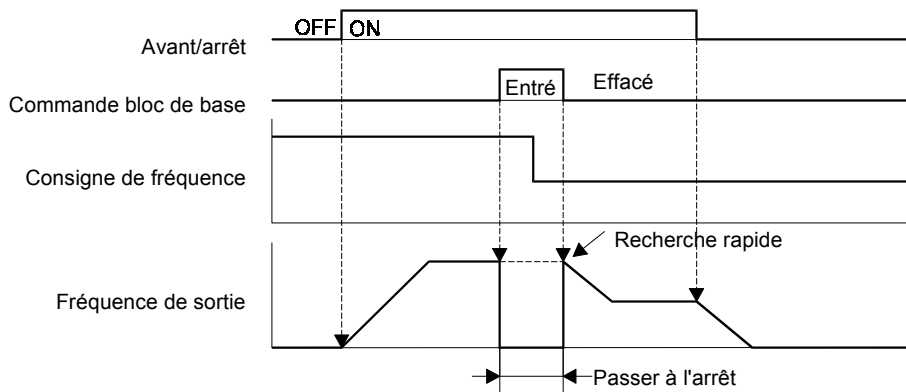 OFF ON
Avant/arrêt
Entré
Effacé
Commande bloc de base
Consigne de fréquence
Recherche rapide
Fréquence de sortie
Passer à l'arrêt